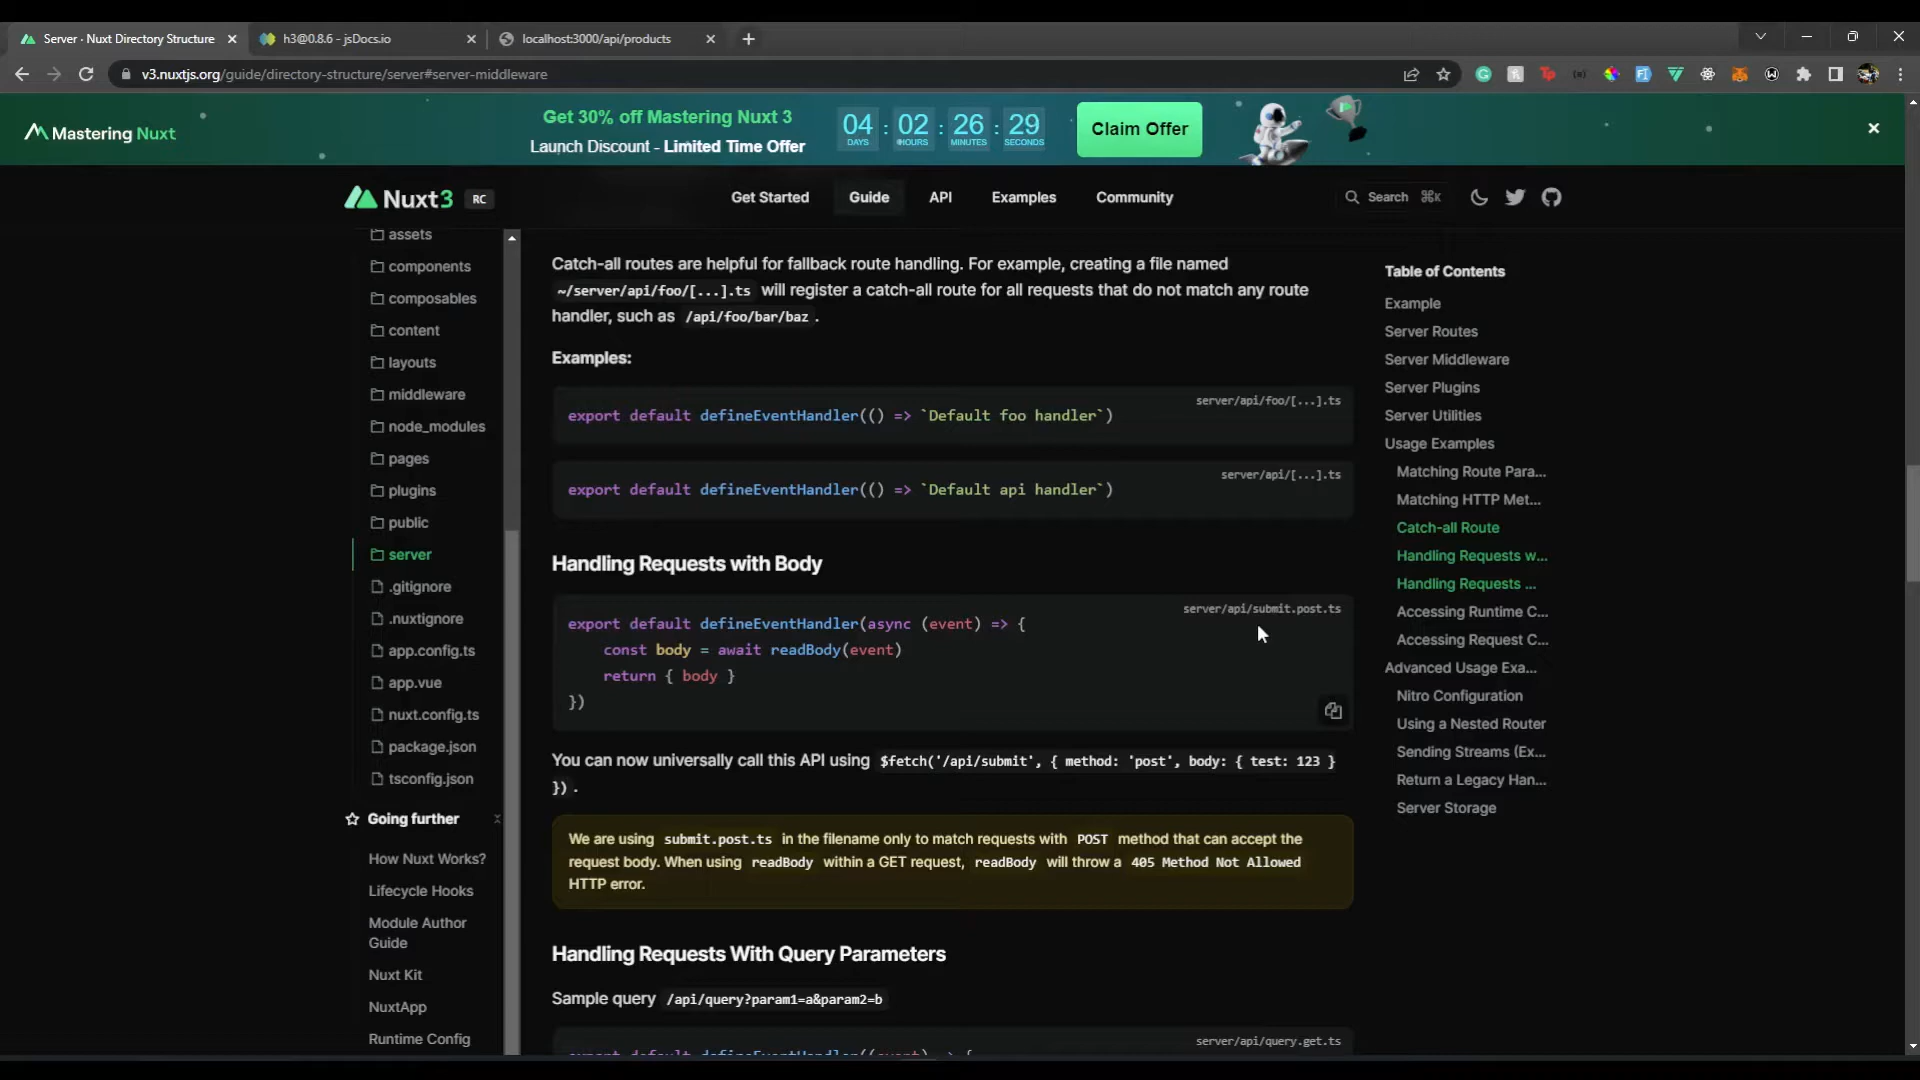 Server · Nuxt Directory Structure
h3@0.8.6 - jsDocs.io
localhost:3000/api/products
v3.nuxtjs.org/guide/directory-structure/server#server-middleware
Mastering Nuxt
Get 30% off Mastering Nuxt 3
Launch Discount - Limited Time Offer
04 : 02 : 26 : 29
DAYS HOURS MINUTES SECONDS
Claim Offer
Nuxt3 RC
Get Started
Guide
API
Examples
Community
Search ⌘K
assets
components
composables
content
layouts
middleware
node_modules
pages
plugins
public
server
.gitignore
.nuxtignore
app.config.ts
app.vue
nuxt.config.ts
package.json
tsconfig.json
Going further
How Nuxt Works?
Lifecycle Hooks
Module Author
Guide
Nuxt Kit
NuxtApp
Runtime Config
Catch-all routes are helpful for fallback route handling. For example, creating a file named
~/server/api/foo/[...].ts will register a catch-all route for all requests that do not match any route
handler, such as /api/foo/bar/baz .
Examples:
server/api/foo/[...].ts
export default defineEventHandler(() => `Default foo handler`)
server/api/[...].ts
export default defineEventHandler(() => `Default api handler`)
Handling Requests with Body
server/api/submit.post.ts
export default defineEventHandler(async (event) => {
const body = await readBody(event)
return { body }
})
You can now universally call this API using $fetch('/api/submit', { method: 'post', body: { test: 123 }
}) .
We are using submit.post.ts in the filename only to match requests with POST method that can accept the
request body. When using readBody within a GET request, readBody will throw a 405 Method Not Allowed
HTTP error.
Handling Requests With Query Parameters
Sample query /api/query?param1=a&param2=b
server/api/query.get.ts
export default defineEventHandler((event) => {
Table of Contents
Example
Server Routes
Server Middleware
Server Plugins
Server Utilities
Usage Examples
Matching Route Para...
Matching HTTP Met...
Catch-all Route
Handling Requests w...
Handling Requests ...
Accessing Runtime C...
Accessing Request C...
Advanced Usage Exa...
Nitro Configuration
Using a Nested Router
Sending Streams (Ex...
Return a Legacy Han...
Server Storage